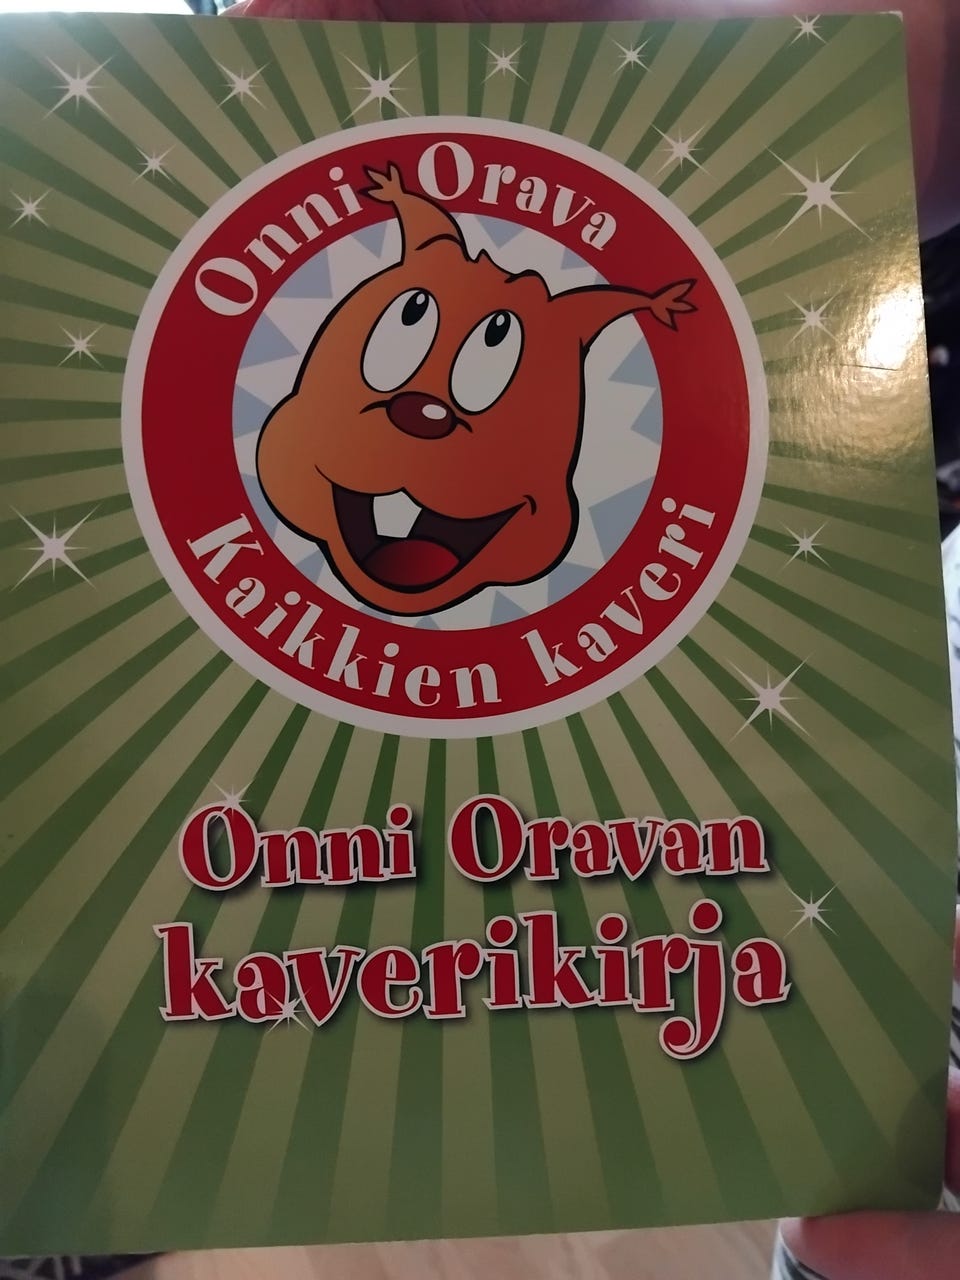 Onni Orava
Kaikkien kaveri
Onni Oravan
kaverikirja